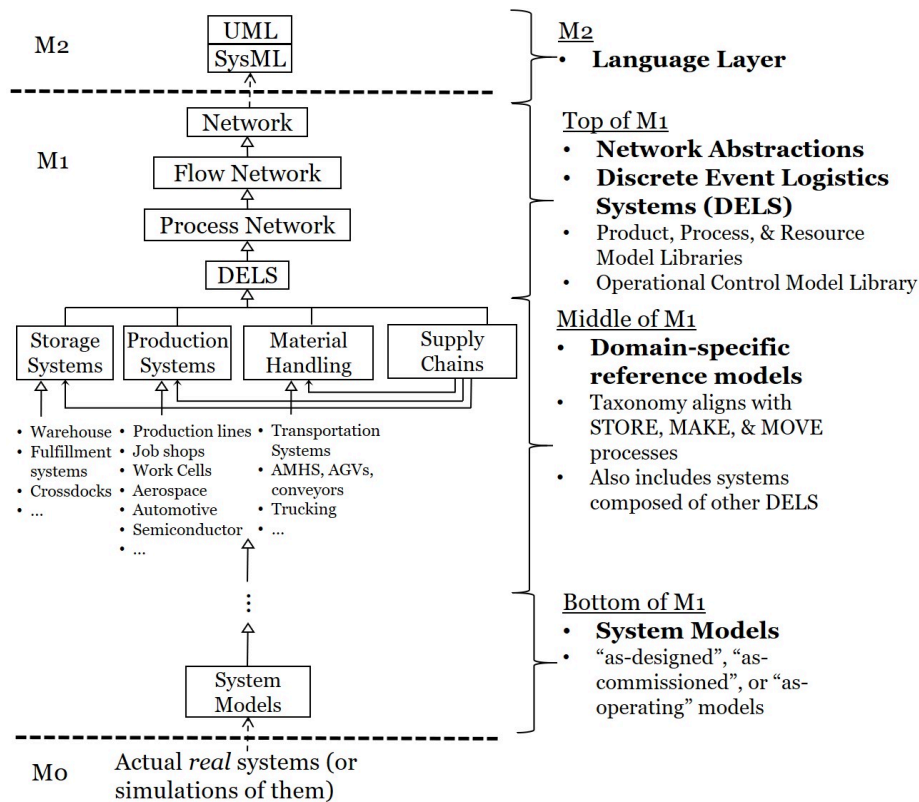 M2
UML
SysML
M1
Network
Flow Network
Process Network
DELS
Storage
Systems
Production
Systems
Material
Handling
Supply
Chains
• Warehouse
• Fulfillment
systems
• Crossdocks
• ...
• Production lines
• Job shops
• Work Cells
• Aerospace
• Automotive
• Semiconductor
• ...
• Transportation
Systems
• AMHS, AGVs,
conveyors
• Trucking
• ...
System
Models
M0
Actual real systems (or
simulations of them)
M2
• Language Layer
Top of M1
• Network Abstractions
• Discrete Event Logistics
Systems (DELS)
• Product, Process, & Resource
Model Libraries
• Operational Control Model Library
Middle of M1
• Domain-specific
reference models
• Taxonomy aligns with
STORE, MAKE, & MOVE
processes
• Also includes systems
composed of other DELS
Bottom of M1
• System Models
• “as-designed”, “as-
commissioned”, or “as-
operating” models